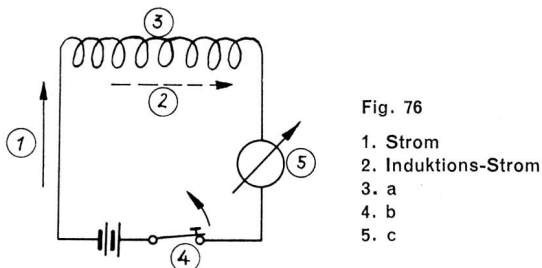 3
2
1
5
4
Fig. 76
1. Strom
2. Induktions-Strom
3. a
4. b
5. c